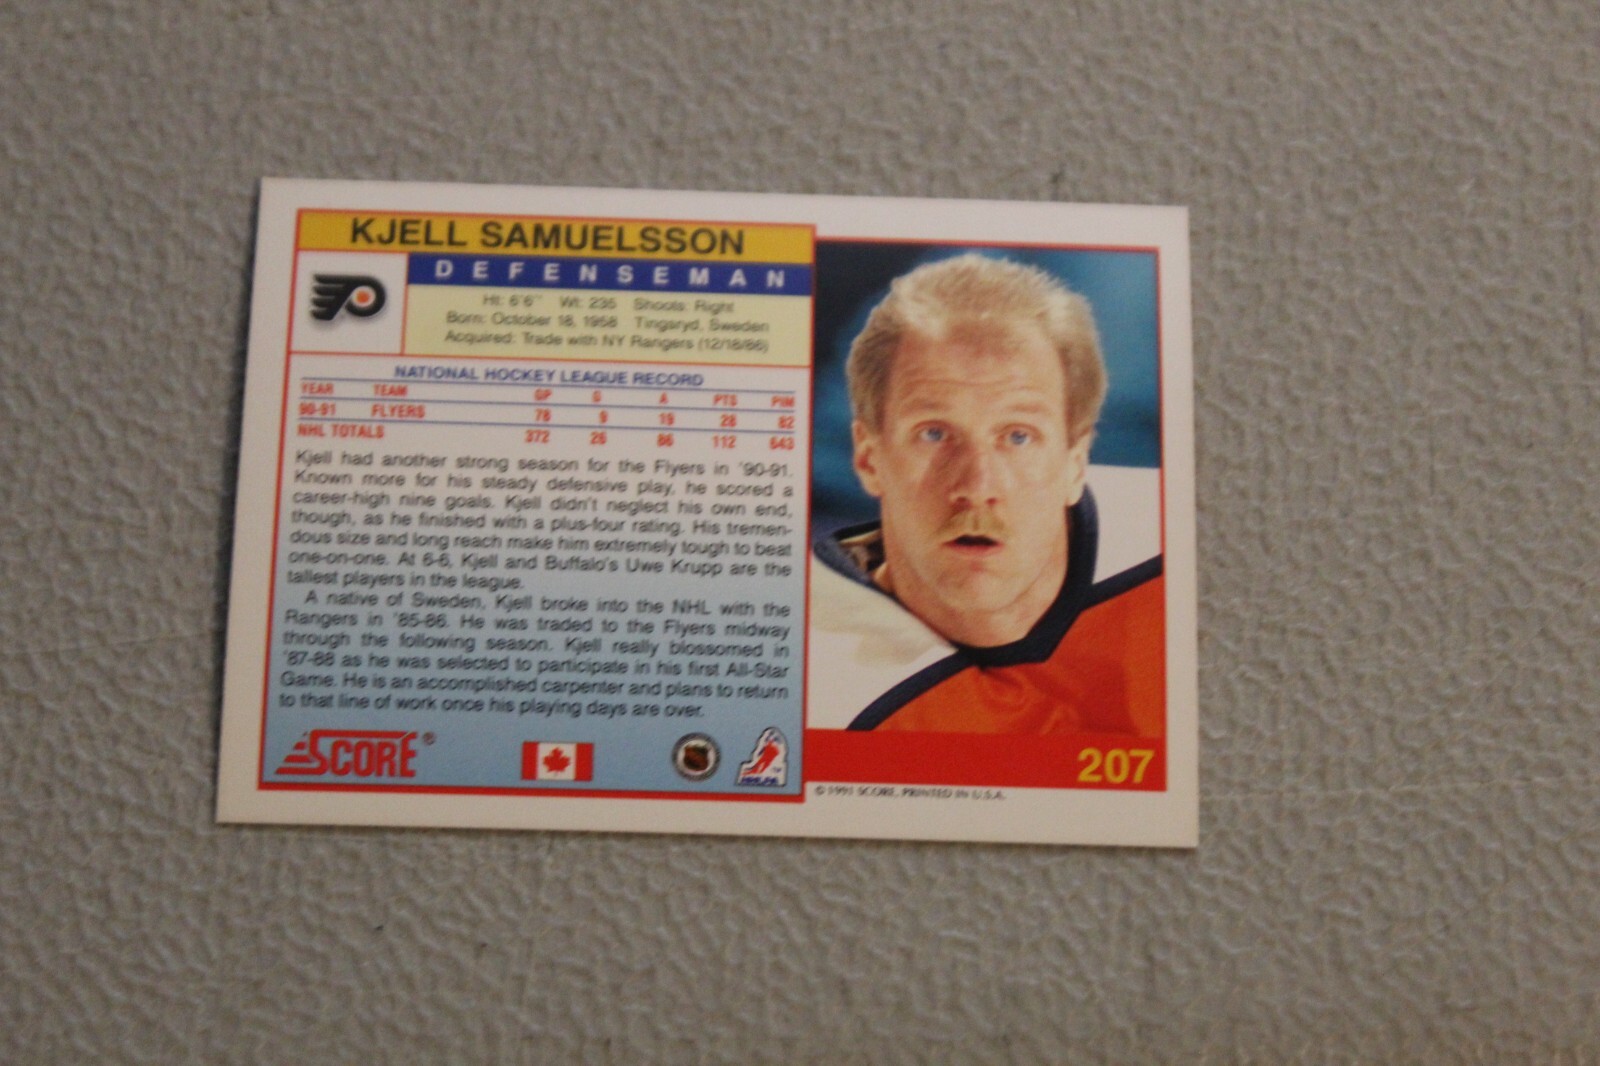 KJELL SAMUELSSON
DEFENSEMAN
Ht: 6'6" Wt: 235 Shoots: Right
Born: October 18, 1958 Tingsryd, Sweden
Acquired: Trade with NY Rangers (12/18/86)
NATIONAL HOCKEY LEAGUE RECORD
YEAR TEAM GP G A PTS PIM
90-91 FLYERS 78 9 19 28 82
NHL TOTALS 372 26 86 112 643
Kjell had another strong season for the Flyers in '90-91.
Known more for his steady defensive play, he scored a
career-high nine goals. Kjell didn't neglect his own end,
though, as he finished with a plus-four rating. His tremen-
dous size and long reach make him extremely tough to beat
one-on-one. At 6-6, Kjell and Buffalo's Uwe Krupp are the
tallest players in the league.
A native of Sweden, Kjell broke into the NHL with the
Rangers in '85-86. He was traded to the Flyers midway
through the following season. Kjell really blossomed in
'87-88 as he was selected to participate in his first All-Star
Game. He is an accomplished carpenter and plans to return
to that line of work once his playing days are over.
SCORE®
NHLPA
TM
207
© 1991 SCORE, PRINTED IN U.S.A.